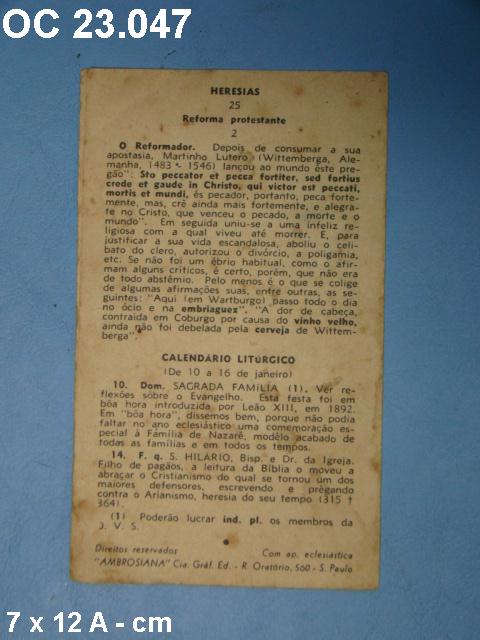 OC 23.047
HERESIAS
25
Reforma protestante
2
O Reformador. Depois de consumar a sua
apostasia, Martinho Lutero (Wittemberga, Ale-
manha, 1483 - 1546) lançou ao mundo êste pre-
gão": Sto peccator et pecca fortiter, sed fortius
crede et gaude in Christo, qui victor est peccati,
mortis et mundi, és pecador, portanto, peca forte-
mente, mas, crê ainda mais fortemente, e alegra-
te no Cristo, que venceu o pecado, a morte e o
mundo". Em seguida uniu-se a uma infeliz re-
ligiosa com a qual viveu até morrer. E, para
justificar a sua vida escandalosa, aboliu o celi-
bato do clero, autorizou o divórcio, a poligamia,
etc. Se não foi um ébrio habitual, como o afir-
mam alguns críticos, é certo, porém, que não era
de todo abstêmio. Pelo menos é o que se colige
de algumas afirmações suas, entre outras, as se-
guintes: "Aqui (em Wartburgo) passo todo o dia
no ócio e na embriaguez". "A dor de cabeça,
contraida em Coburgo por causa do vinho velho,
ainda não foi debelada pela cerveja de Wittem-
berga".
CALENDÁRIO LITÚRGICO
(De 10 a 16 de janeiro)
10. Dom. SAGRADA FAMÍLIA (1). Ver re-
flexões sôbre o Evangelho. Esta festa foi em
bôa hora introduzida por Leão XIII, em 1892.
Em "bôa hora", dissemos bem, porque não podia
faltar no ano eclesiástico uma comemoração es-
pecial à Família de Nazaré, modêlo acabado de
todas as famílias e em todos os tempos.
14. F. q. S. HILÁRIO, Bisp. e Dr. da Igreja.
Filho de pagãos, a leitura da Bíblia o moveu a
abraçar o Cristianismo do qual se tornou um dos
maiores defensores, escrevendo e prègando
contra o Arianismo, heresia do seu tempo (315 †
364).
(1) Poderão lucrar ind. pl. os membros da
D. V. S.
Direitos reservados Com ap. eclesiástica
"AMBROSIANA" Cia. Gráf. Ed. - R. Oratório, 560 - S. Paulo
7 x 12 A - cm